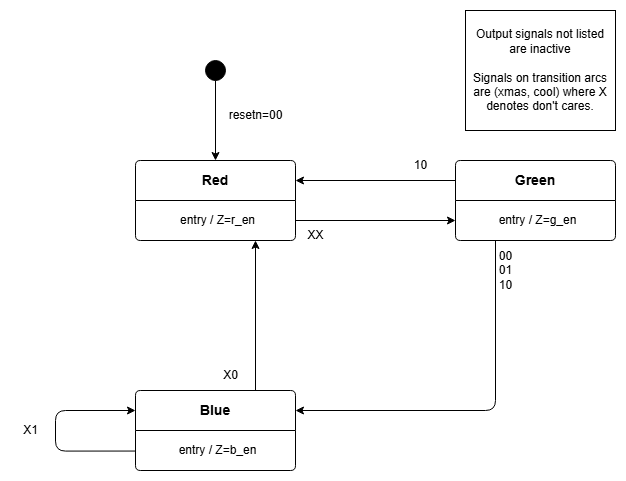 Output signals not listed
are inactive
Signals on transition arcs
are (xmas, cool) where X
denotes don't cares.
resetn=00
10
Red
Green
entry / Z=r_en
entry / Z=g_en
XX
00
01
10
X0
Blue
X1
entry / Z=b_en